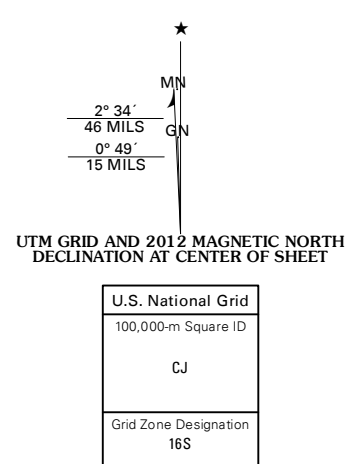 ★
MN
2° 34´
46 MILS
GN
0° 49´
15 MILS
UTM GRID AND 2012 MAGNETIC NORTH
DECLINATION AT CENTER OF SHEET
U.S. National Grid
100,000-m Square ID
CJ
Grid Zone Designation
16S